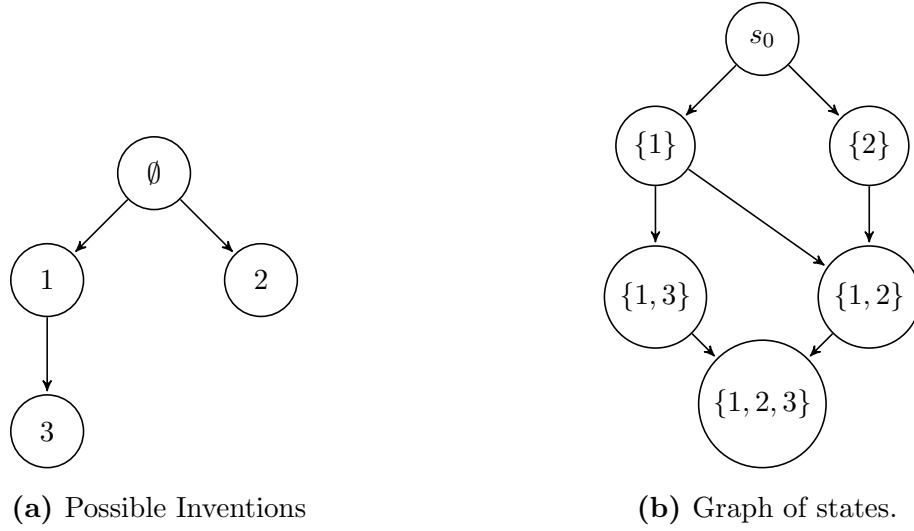 s₀
{1}
{2}
∅
1
2
{1, 3}
{1, 2}
{1, 2, 3}
3
(a) Possible Inventions
(b) Graph of states.